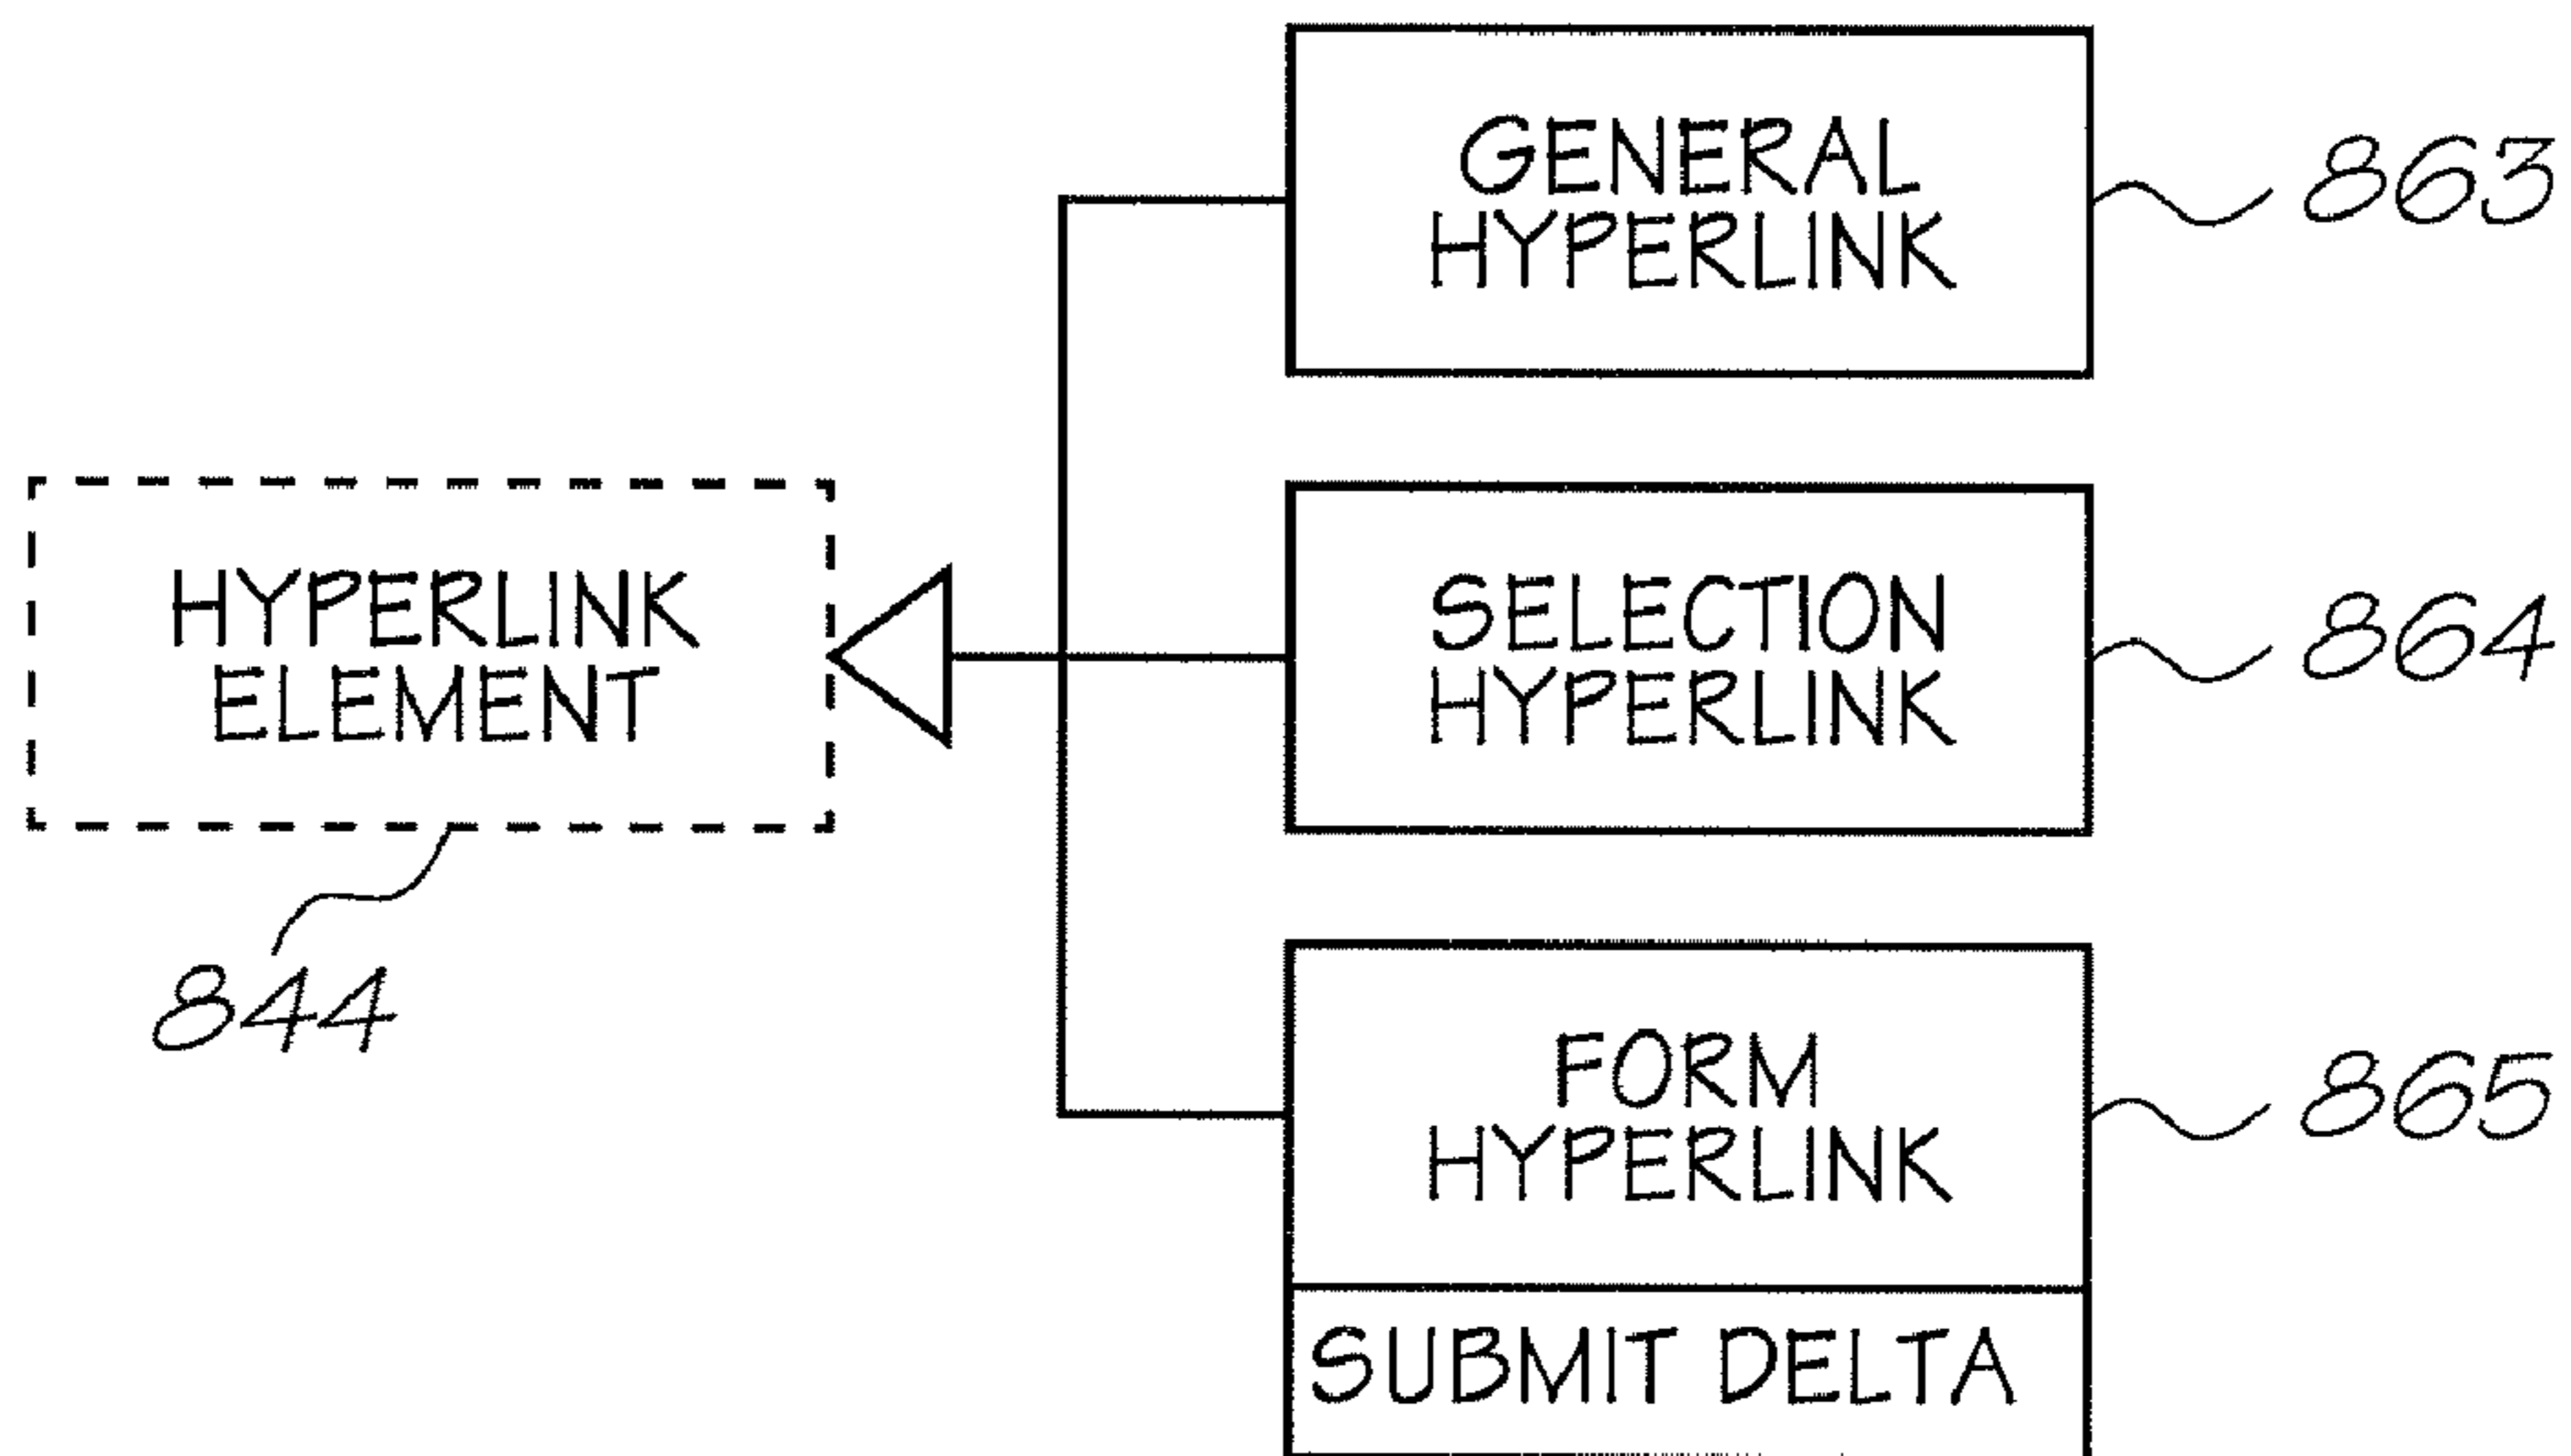 GENERAL
HYPERLINK
863
HYPERLINK
ELEMENT
844
SELECTION
HYPERLINK
864
FORM
HYPERLINK
865
SUBMIT DELTA